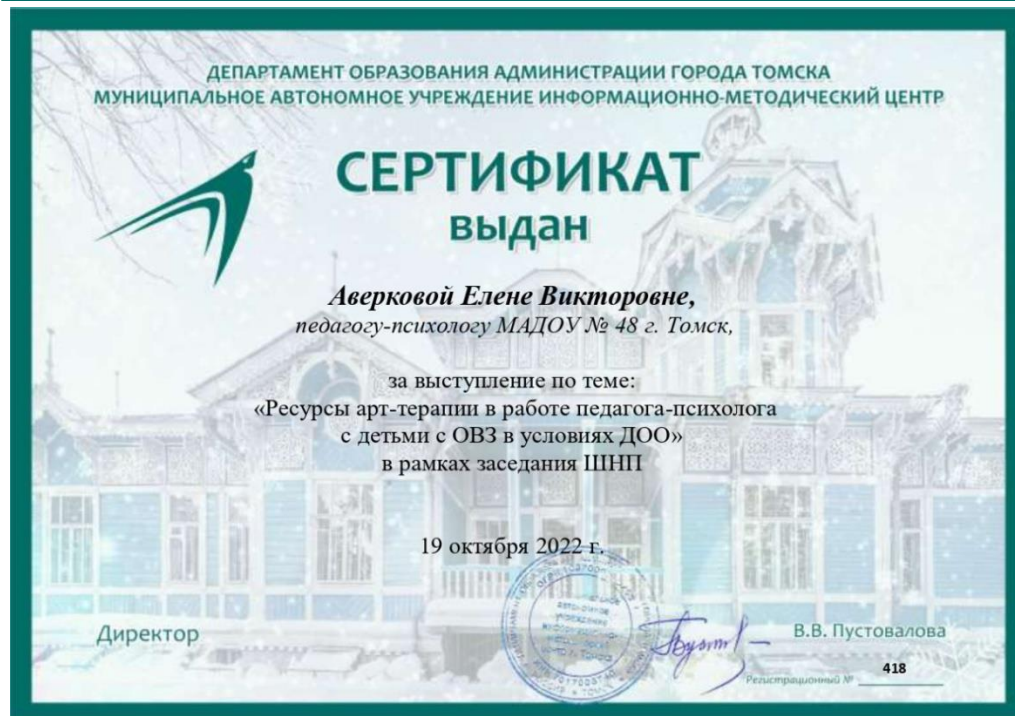 ДЕПАРТАМЕНТ ОБРАЗОВАНИЯ АДМИНИСТРАЦИИ ГОРОДА ТОМСКА
МУНИЦИПАЛЬНОЕ АВТОНОМНОЕ УЧРЕЖДЕНИЕ ИНФОРМАЦИОННО-МЕТОДИЧЕСКИЙ ЦЕНТР
СЕРТИФИКАТ
выдан
Аверковой Елене Викторовне,
педагогу-психологу МАДОУ № 48 г. Томск,
за выступление по теме:
«Ресурсы арт-терапии в работе педагога-психолога
с детьми с ОВЗ в условиях ДОО»
в рамках заседания ШНП
19 октября 2022 г.
Директор
В.В. Пустовалова
418
Регистрационный №